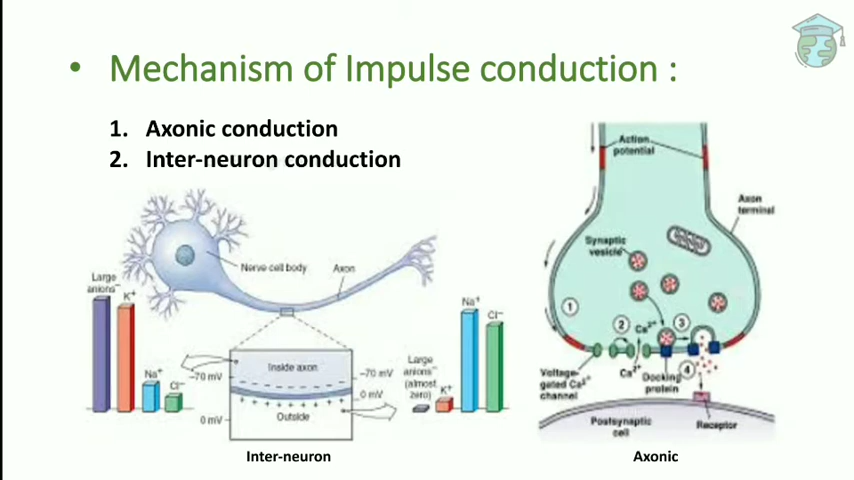 • Mechanism of Impulse conduction :
1. Axonic conduction
2. Inter-neuron conduction
Large
anions⁻
K⁺
Na⁺
Cl⁻
Nerve cell body
Axon
Inside axon
−70 mV
0 mV
Outside
−70 mV
0 mV
Large
anions⁻
(almost
zero)
K⁺
Na⁺
Cl⁻
Inter-neuron
Action
potential
Axon
terminal
Synaptic
vesicle
1
2
Ca²⁺
3
Ca²⁺
4
Voltage-
gated Ca²⁺
channel
Docking
protein
Postsynaptic
cell
Receptor
Axonic